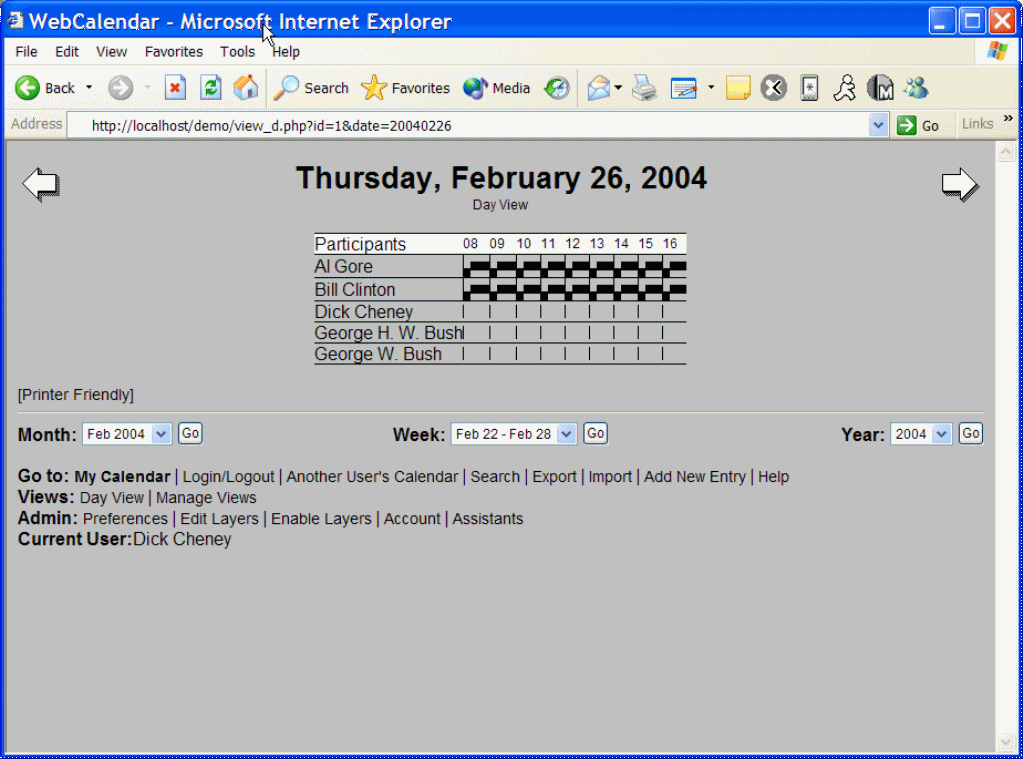 WebCalendar - Microsoft Internet Explorer
File Edit View Favorites Tools Help
Back Search Favorites Media
Address http://localhost/demo/view_d.php?id=1&date=20040226 Go Links »
Thursday, February 26, 2004
Day View
Participants 08 09 10 11 12 13 14 15 16
Al Gore
Bill Clinton
Dick Cheney
George H. W. Bush
George W. Bush
[Printer Friendly]
Month: Feb 2004 Go Week: Feb 22 - Feb 28 Go Year: 2004 Go
Go to: My Calendar | Login/Logout | Another User's Calendar | Search | Export | Import | Add New Entry | Help
Views: Day View | Manage Views
Admin: Preferences | Edit Layers | Enable Layers | Account | Assistants
Current User:Dick Cheney